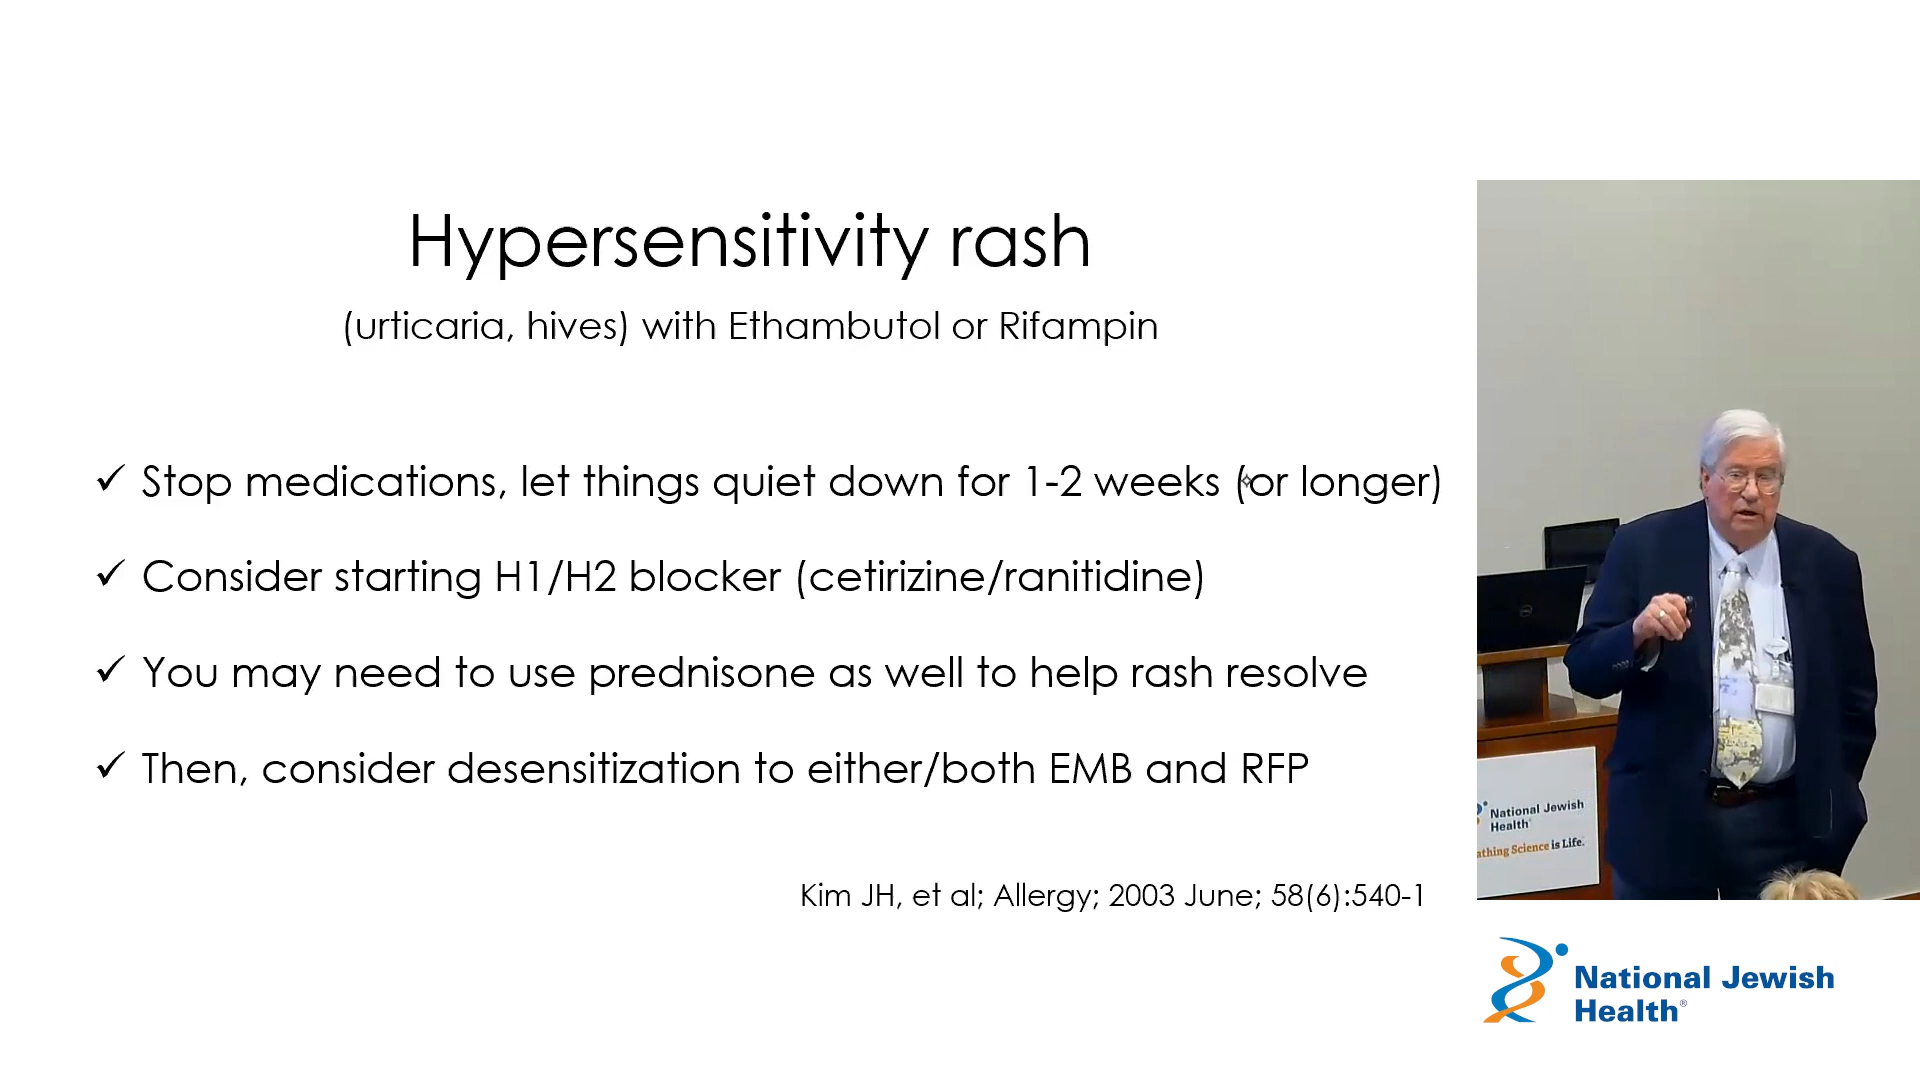 Hypersensitivity rash
(urticaria, hives) with Ethambutol or Rifampin
✓ Stop medications, let things quiet down for 1-2 weeks (or longer)
✓ Consider starting H1/H2 blocker (cetirizine/ranitidine)
✓ You may need to use prednisone as well to help rash resolve
✓ Then, consider desensitization to either/both EMB and RFP
Kim JH, et al; Allergy; 2003 June; 58(6):540-1
National Jewish
Health
athing Science is Life.
National Jewish
Health®